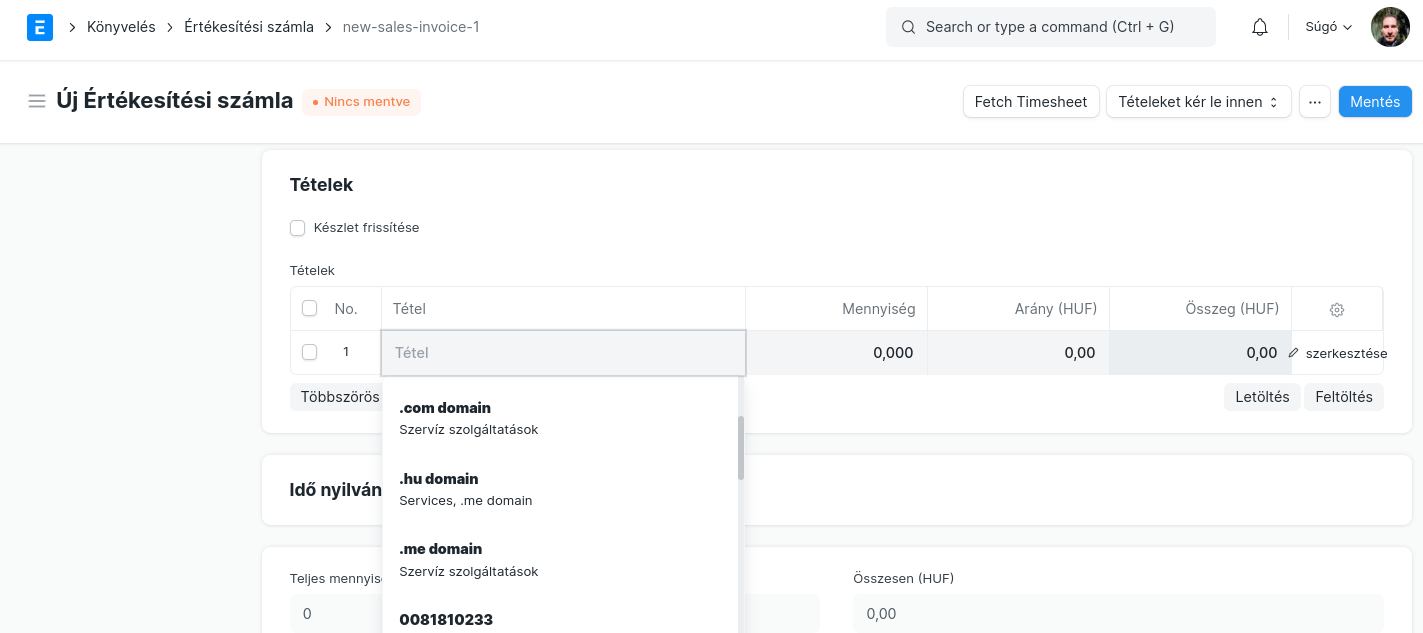 E
Könyvelés
Értékesítési számla
new-sales-invoice-1
Search or type a command (Ctrl + G)
Súgó
Új Értékesítési számla
Nincs mentve
Fetch Timesheet
Tételeket kér le innen
...
Mentés
Tételek
Készlet frissítése
Tételek
No. Tétel Mennyiség Arány (HUF) Összeg (HUF)
1 Tétel 0,000 0,00 0,00 szerkesztése
Többszörös
Letöltés
Feltöltés
.com domain
Szervíz szolgáltatások
.hu domain
Services, .me domain
.me domain
Szervíz szolgáltatások
0081810233
Idő nyilván
Teljes mennyisé
0
Összesen (HUF)
0,00